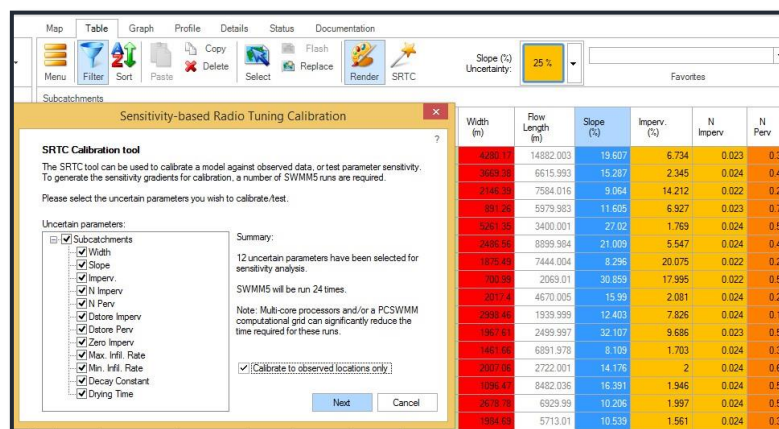 Map Table Graph Profile Details Status Documentation
Menu Filter Sort Paste Copy Delete Select Flash Replace Render SRTC Slope (%) Uncertainty: 25 % Favorites
Subcatchments
Sensitivity-based Radio Tuning Calibration
?
SRTC Calibration tool
The SRTC tool can be used to calibrate a model against observed data, or test parameter sensitivity.
To generate the sensitivity gradients for calibration, a number of SWMM5 runs are required.
Please select the uncertain parameters you wish to calibrate/test.
Uncertain parameters:
Subcatchments
Width
Slope
Imperv.
N Imperv
N Perv
Dstore Imperv
Dstore Perv
Zero Imperv
Max. Infil. Rate
Min. Infil. Rate
Decay Constant
Drying Time
Summary:
12 uncertain parameters have been selected for
sensitivity analysis.
SWMM5 will be run 24 times.
Note: Multi-core processors and/or a PCSWMM
computational grid can significantly reduce the
time required for these runs.
Calibrate to observed locations only
Next Cancel
Width (m) Flow Length (m) Slope (%) Imperv. (%) N Imperv N Perv
4280.17 14882.003 19.607 6.734 0.023
3669.38 6615.993 15.287 2.345 0.024
2146.39 7584.016 9.064 14.212 0.022
891.26 5979.983 11.605 6.927 0.023
5261.35 3400.001 27.02 1.769 0.024
2486.56 8899.984 21.009 5.547 0.024
1875.49 7444.004 8.296 20.075 0.022
700.99 2069.01 30.859 17.995 0.022
2017.4 4670.005 15.99 2.081 0.024
2998.46 1939.999 12.403 7.826 0.024
1967.61 2499.997 32.107 9.686 0.023
1461.66 6891.978 8.109 1.703 0.024
2007.06 2722.001 14.176 2 0.024
1096.47 8482.036 16.391 1.946 0.024
2678.78 6929.99 10.206 1.997 0.024
1984.69 5713.01 10.539 1.561 0.024